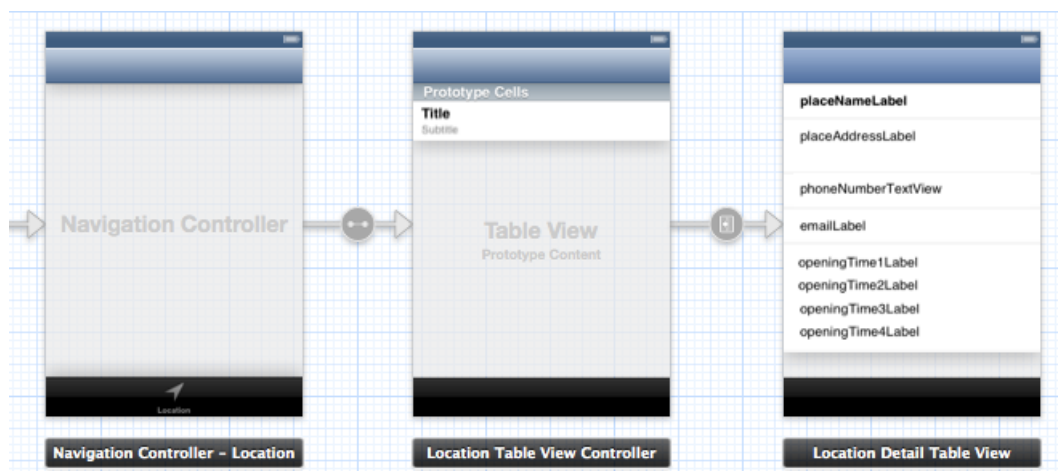 Navigation Controller
Location
Navigation Controller – Location
Prototype Cells
Title
Subtitle
Table View
Prototype Content
Location Table View Controller
placeNameLabel
placeAddressLabel
phoneNumberTextView
emailLabel
openingTime1Label
openingTime2Label
openingTime3Label
openingTime4Label
Location Detail Table View